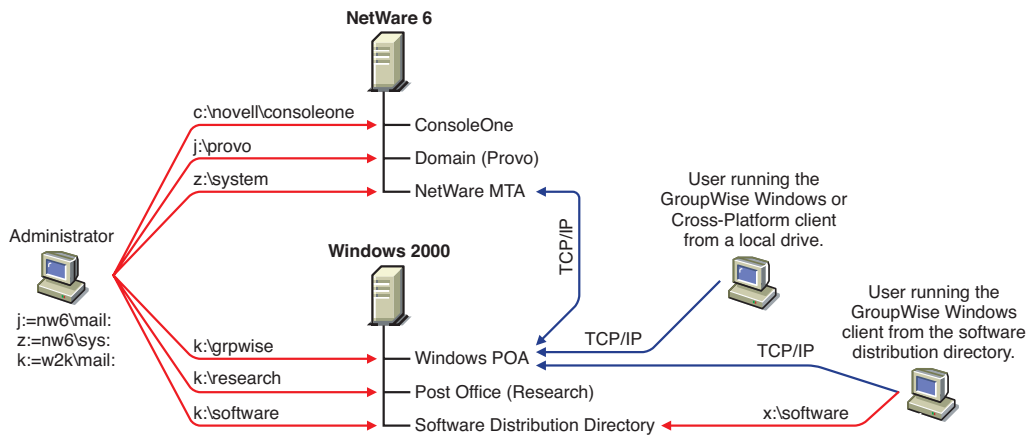 NetWare 6
c:\novell\consoleone
ConsoleOne
j:\provo
Domain (Provo)
z:\system
NetWare MTA
User running the
GroupWise Windows or
Cross-Platform client
from a local drive.
Administrator
j:=nw6\mail:
z:=nw6\sys:
k:=w2k\mail:
Windows 2000
TCP/IP
User running the
GroupWise Windows
client from the software
distribution directory.
k:\grpwise
Windows POA
TCP/IP
TCP/IP
k:\research
Post Office (Research)
k:\software
Software Distribution Directory
x:\software